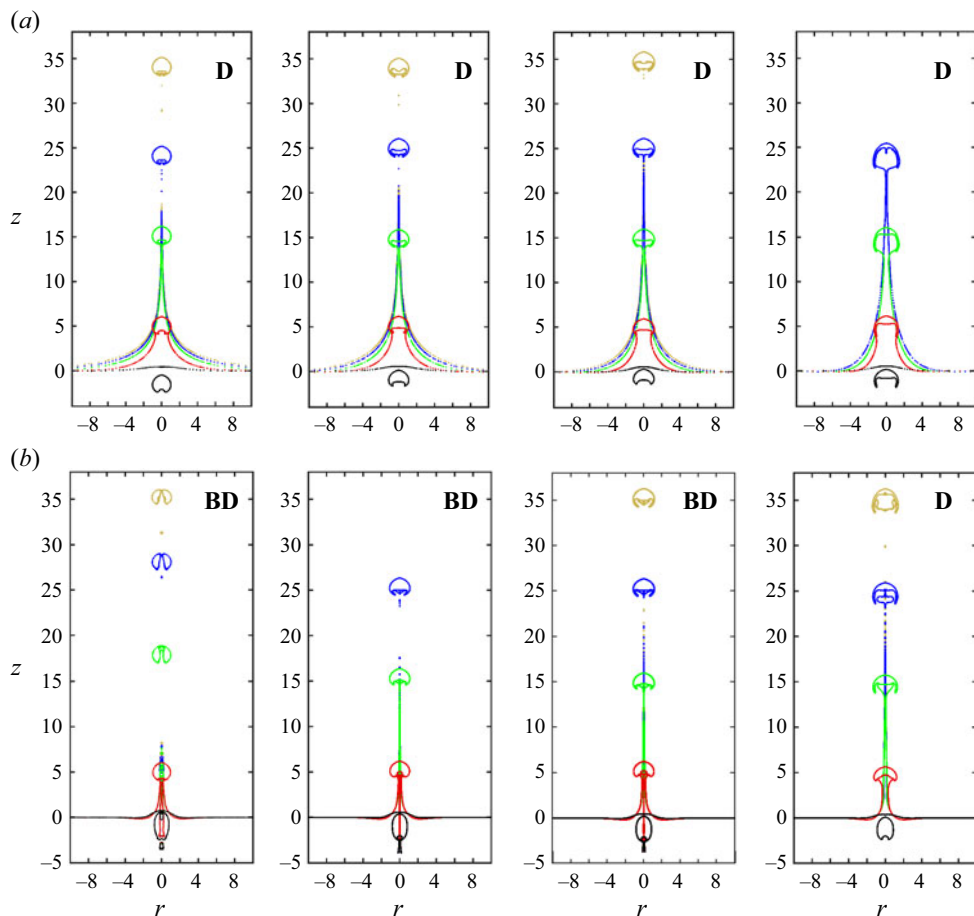 (a)
D D D D
35 35 35 35
30 30 30 30
25 25 25 25
z 20 20 20 20
15 15 15 15
10 10 10 10
5 5 5 5
0 0 0 0
–8 –4 0 4 8 –8 –4 0 4 8 –8 –4 0 4 8 –8 –4 0 4 8
(b)
BD BD BD D
35 35 35 35
30 30 30 30
25 25 25 25
20 20 20 20
z 15 15 15 15
10 10 10 10
5 5 5 5
0 0 0 0
–5 –5 –5 –5
–8 –4 0 4 8 –8 –4 0 4 8 –8 –4 0 4 8 –8 –4 0 4 8
r r r r